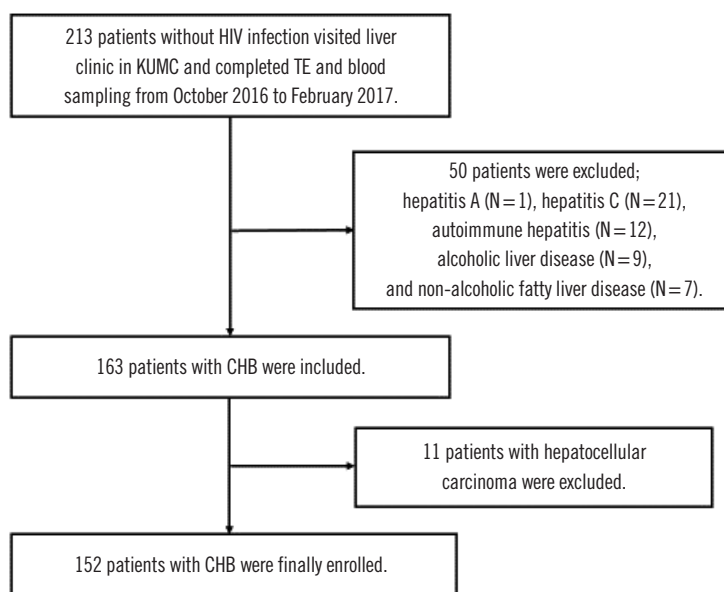 213 patients without HIV infection visited liver
clinic in KUMC and completed TE and blood
sampling from October 2016 to February 2017.
50 patients were excluded;
hepatitis A (N=1), hepatitis C (N=21),
autoimmune hepatitis (N=12),
alcoholic liver disease (N=9),
and non-alcoholic fatty liver disease (N=7).
163 patients with CHB were included.
11 patients with hepatocellular
carcinoma were excluded.
152 patients with CHB were finally enrolled.